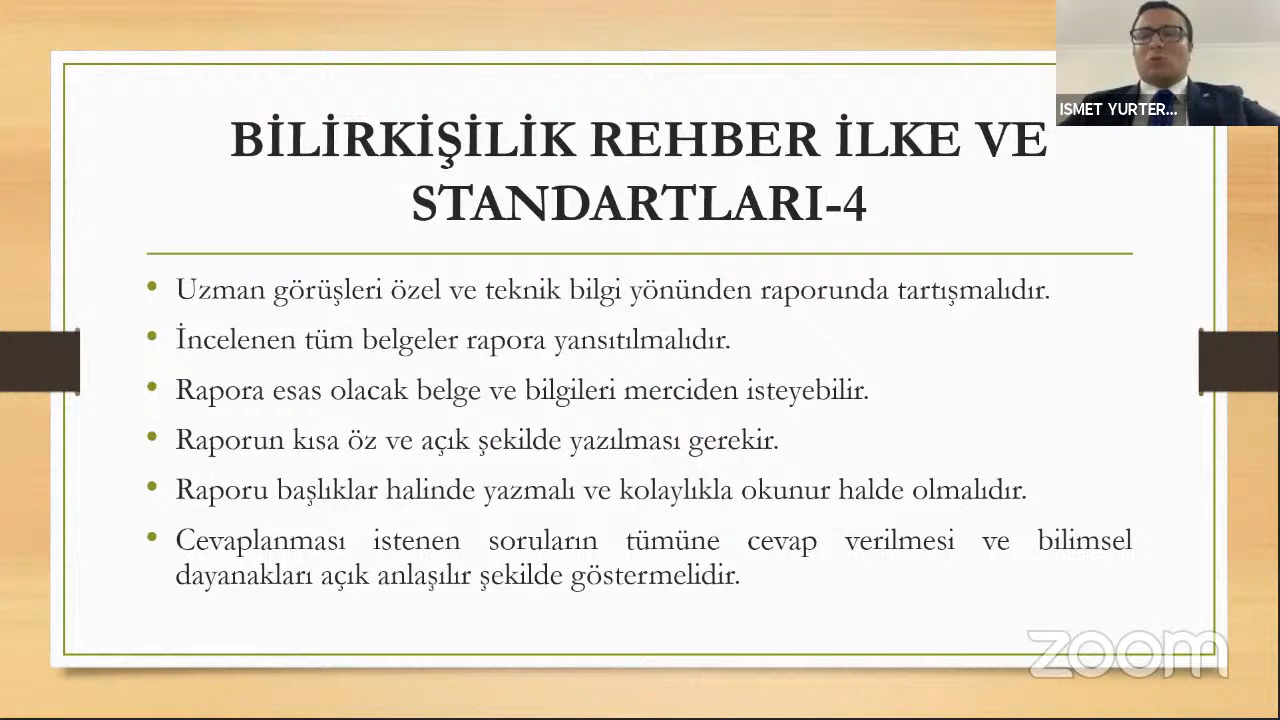 ISMET YURTER...
BİLİRKİŞİLİK REHBER İLKE VE
STANDARTLARI-4
• Uzman görüşleri özel ve teknik bilgi yönünden raporunda tartışmalıdır.
• İncelenen tüm belgeler rapora yansıtılmalıdır.
• Rapora esas olacak belge ve bilgileri merciden isteyebilir.
• Raporun kısa öz ve açık şekilde yazılması gerekir.
• Raporu başlıklar halinde yazmalı ve kolaylıkla okunur halde olmalıdır.
• Cevaplanması istenen soruların tümüne cevap verilmesi ve bilimsel
dayanakları açık anlaşılır şekilde göstermelidir.
zoom